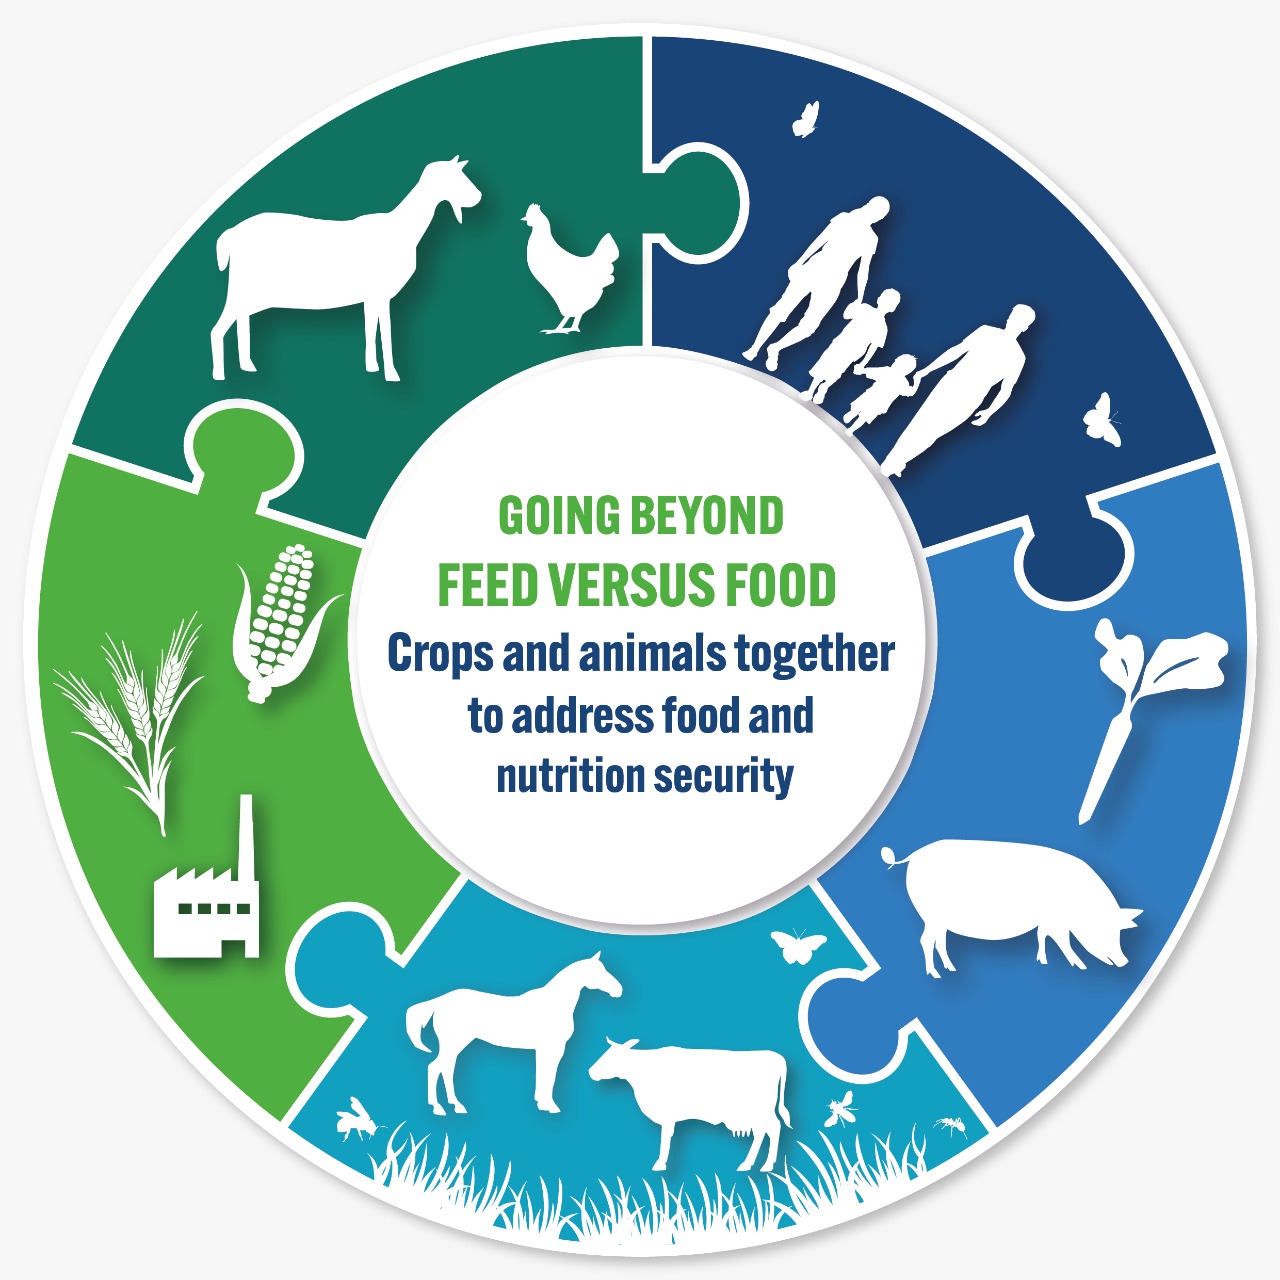 GOING BEYOND
FEED VERSUS FOOD
Crops and animals together
to address food and
nutrition security